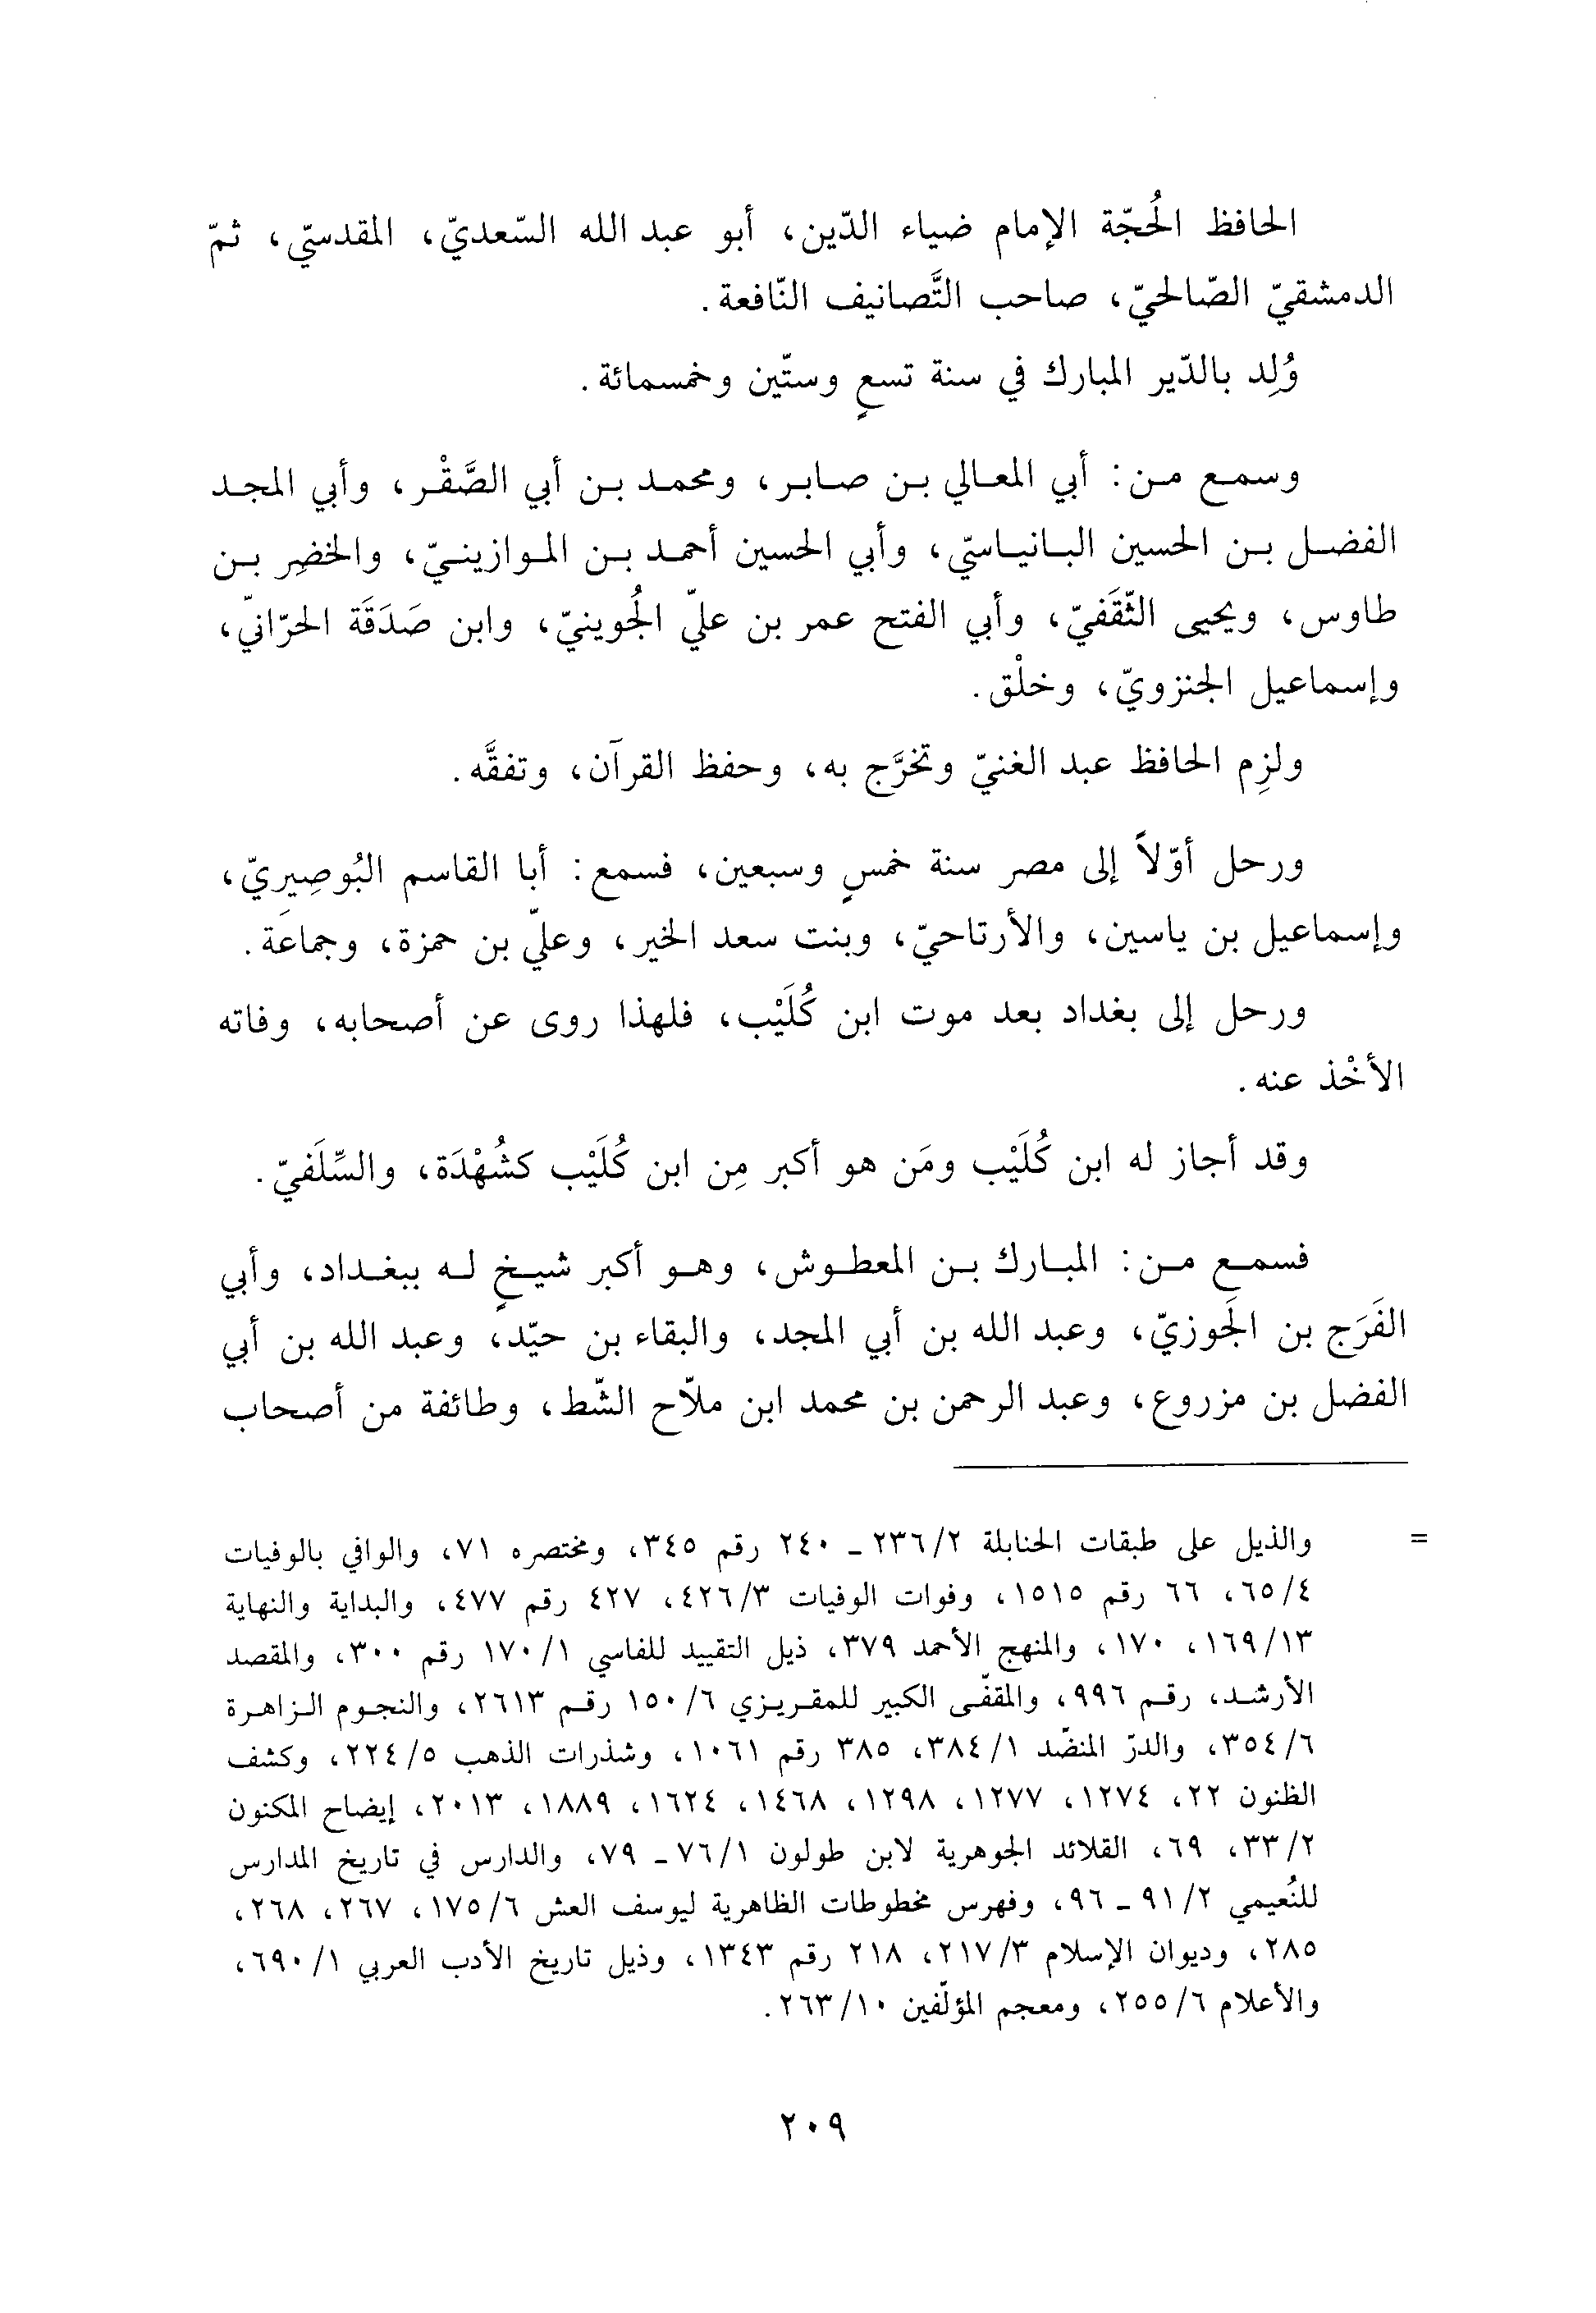 الحافظ الحُجّة الإمام ضياء الدّين، أبو عبد الله السّعديّ، المقدسيّ، ثمّ
الدمشقيّ الصّالحيّ، صاحب التَّصانيف النّافعة.
وُلِد بالدّير المبارك في سنة تسعٍ وستّين وخمسمائة.
وسمع من: أبي المعالي بن صابر، ومحمد بن أبي الصَّقْر، وأبي المجد
الفضل بن الحسين البانياسيّ، وأبي الحسين أحمد بن الموازينيّ، والخضِر بن
طاوس، ويحيى الثّقَفيّ، وأبي الفتح عمر بن عليّ الجُوينيّ، وابن صَدَقَة الحرّانيّ،
وإسماعيل الجنزويّ، وخلْق.
ولزِم الحافظ عبد الغنيّ وتخرَّج به، وحفظ القرآن، وتفقَّه.
ورحل أوّلاً إلى مصر سنة خمسٍ وسبعين، فسمع: أبا القاسم البُوصِيريّ،
وإسماعيل بن ياسين، والأرتاحيّ، وبنت سعد الخير، وعليّ بن حمزة، وجماعَة.
ورحل إلى بغداد بعد موت ابن كُلَيْب، فلهذا روى عن أصحابه، وفاته
الأخْذ عنه.
وقد أجاز له ابن كُلَيْب ومَن هو أكبر مِن ابن كُلَيْب كشُهْدَة، والسِّلَفيّ.
فسمع من: المبارك بن المعطوش، وهو أكبر شيخٍ له ببغداد، وأبي
الفَرَج بن الجَوزيّ، وعبد الله بن أبي المجد، والبقاء بن حيّد، وعبد الله بن أبي
الفضل بن مزروع، وعبد الرحمن بن محمد ابن ملاّح الشّط، وطائفة من أصحاب
= والذيل على طبقات الحنابلة ٢/٢٣٦ ـ ٢٤٠ رقم ٣٤٥، ومختصره ٧١، والوافي بالوفيات
٤/٦٥، ٦٦ رقم ١٥١٥، وفوات الوفيات ٣/٤٢٦، ٤٢٧ رقم ٤٧٧، والبداية والنهاية
١٣/١٦٩، ١٧٠، والمنهج الأحمد ٣٧٩، ذيل التقييد للفاسي ١/١٧٠ رقم ٣٠٠، والمقصد
الأرشد، رقم ٩٩٦، والمقفّى الكبير للمقريزي ٦/١٥٠ رقم ٢٦١٣، والنجوم الزاهرة
٦/٣٥٤، والدرّ المنضّد ١/٣٨٤، ٣٨٥ رقم ١٠٦١، وشذرات الذهب ٥/٢٢٤، وكشف
الظنون ٢٢، ١٢٧٤، ١٢٧٧، ١٢٩٨، ١٤٦٨، ١٦٢٤، ١٨٨٩، ٢٠١٣، إيضاح المكنون
٢/٣٣، ٦٩، القلائد الجوهرية لابن طولون ١/٧٦ ـ ٧٩، والدارس في تاريخ المدارس
للنُعيمي ٢/٩١ ـ ٩٦، وفهرس مخطوطات الظاهرية ليوسف العش ٦/١٧٥، ٢٦٧، ٢٦٨،
٢٨٥، وديوان الإسلام ٣/٢١٧، ٢١٨ رقم ١٣٤٣، وذيل تاريخ الأدب العربي ١/٦٩٠،
والأعلام ٦/٢٥٥، ومعجم المؤلّفين ١٠/٢٦٣.
٢٠٩